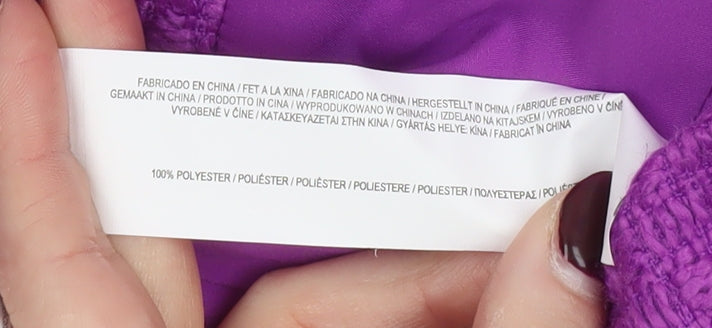 FABRICADO EN CHINA / FET A LA XINA / FABRICADO NA CHINA / HERGESTELLT IN CHINA / FABRIQUÉ EN CHINE /
GEMAAKT IN CHINA / PRODOTTO IN CINA / WYPRODUKOWANO W CHINACH / IZDELANO NA KITAJSKEM / VYROBENO V ČÍNĚ
VYROBENÉ V ČÍNE / ΚΑΤΑΣΚΕΥΑΖΕΤΑΙ ΣΤΗΝ ΚΙΝΑ / GYÁRTÁS HELYE: KÍNA / FABRICAT ÎN CHINA
100% POLYESTER / POLIÉSTER / POLIÈSTER / POLIESTERE / POLIESTER / ΠΟΛΥΕΣΤΕΡΑΣ /